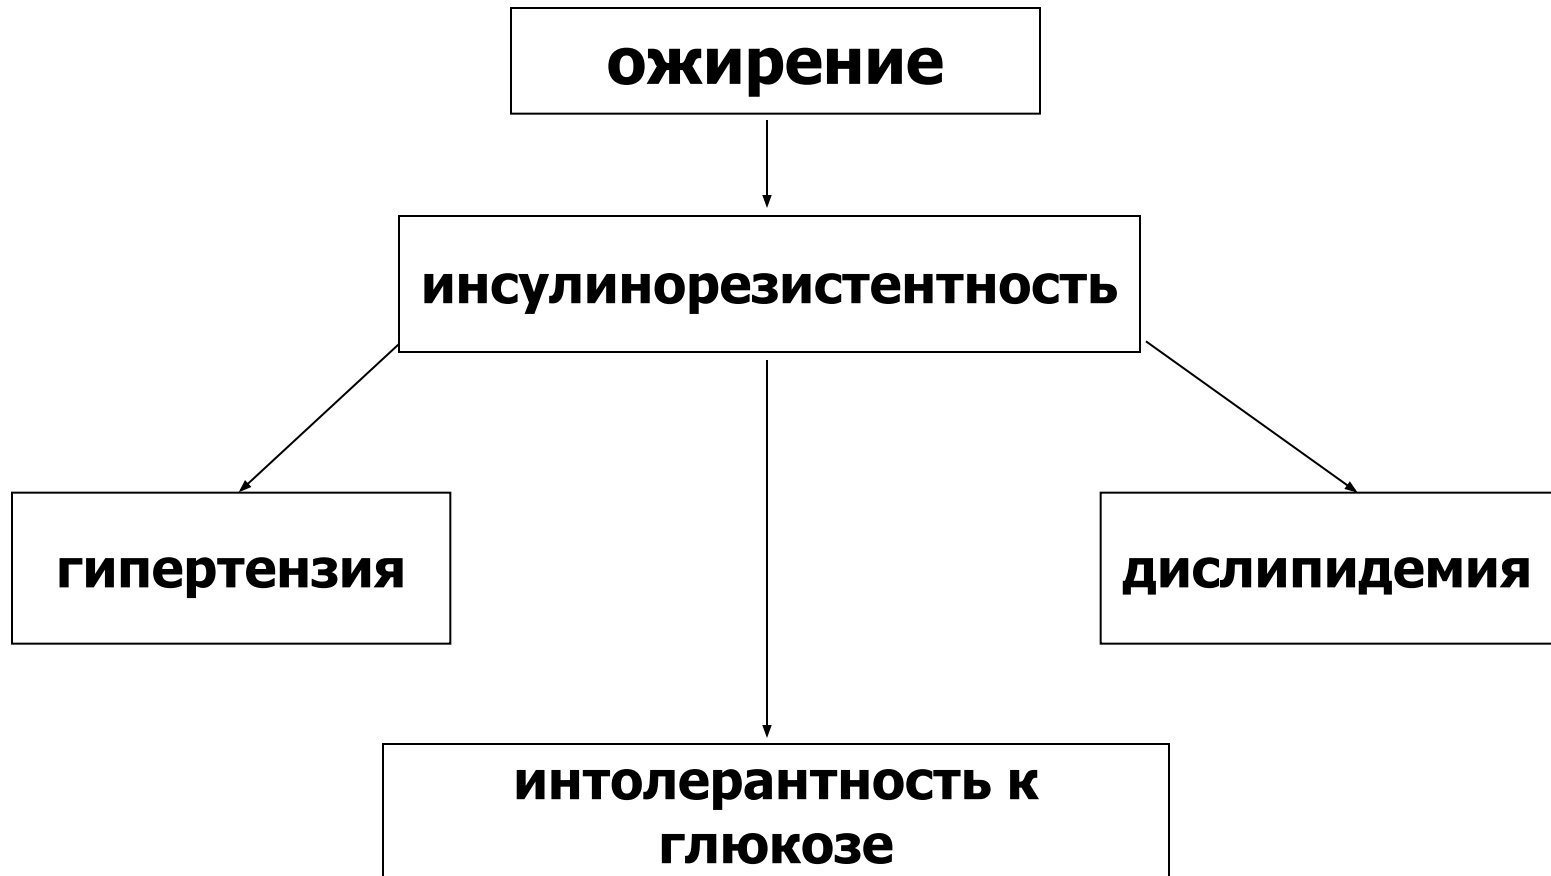 ожирение
инсулинорезистентность
гипертензия
дислипидемия
интолерантность к
глюкозе